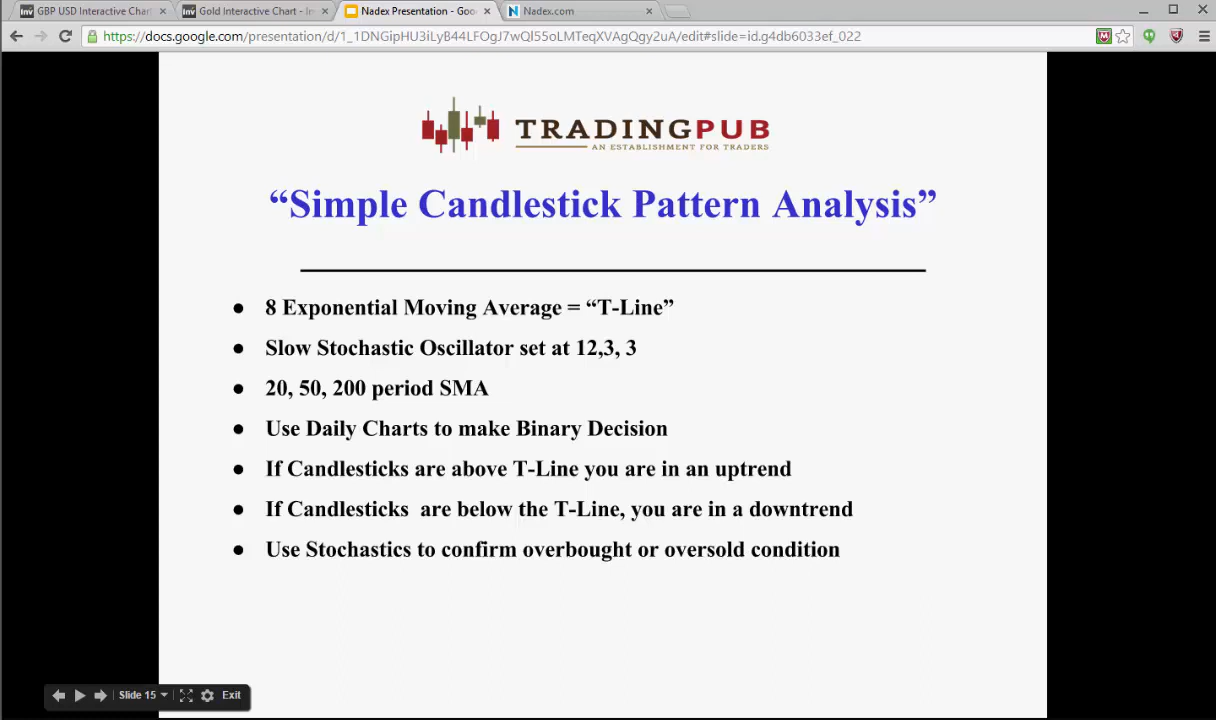 GBP USD Interactive Chart
Gold Interactive Chart - In
Nadex Presentation - Goo
Nadex.com
https://docs.google.com/presentation/d/1_1DNGipHU3iLyB44LFOgJ7wQl55oLMTeqXVAgQgy2uA/edit#slide=id.g4db6033ef_022
TRADINGPUB
AN ESTABLISHMENT FOR TRADERS
“Simple Candlestick Pattern Analysis”
● 8 Exponential Moving Average = “T-Line”
● Slow Stochastic Oscillator set at 12,3, 3
● 20, 50, 200 period SMA
● Use Daily Charts to make Binary Decision
● If Candlesticks are above T-Line you are in an uptrend
● If Candlesticks  are below the T-Line, you are in a downtrend
● Use Stochastics to confirm overbought or oversold condition
Slide 15
Exit